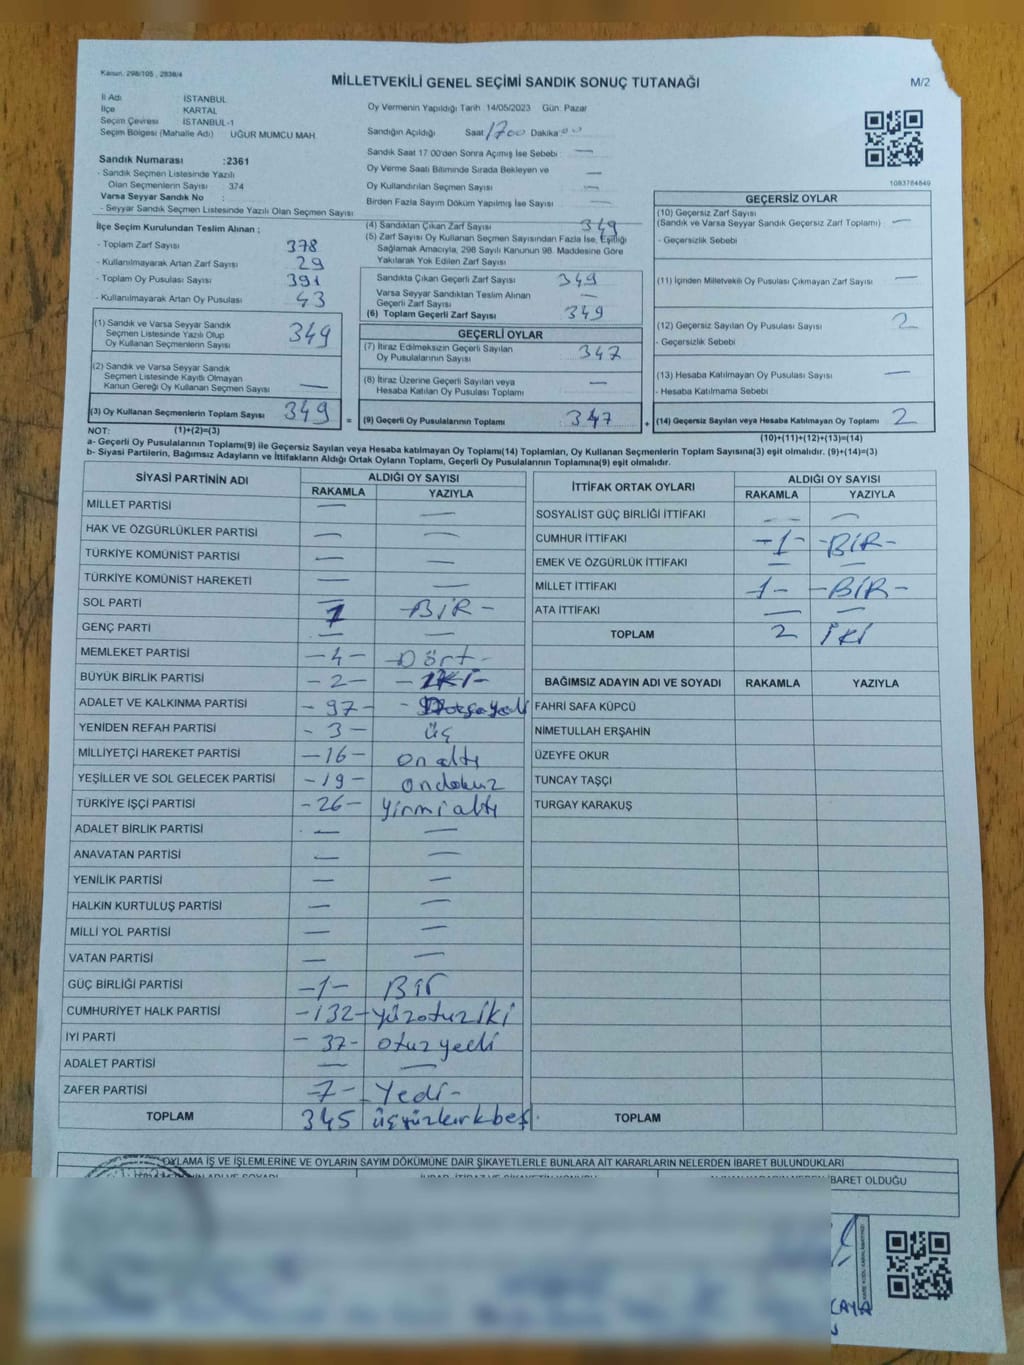 Kanun, 298/105 , 2839/4
MİLLETVEKİLİ GENEL SEÇİMİ SANDIK SONUÇ TUTANAĞI
M/2
İl Adı İSTANBUL
İlçe KARTAL
Seçim Çevresi İSTANBUL-1
Seçim Bölgesi (Mahalle Adı) UĞUR MUMCU MAH.
Oy Vermenin Yapıldığı Tarih 14/05/2023 Gün: Pazar
Sandığın Açıldığı Saat 1700 Dakika: 00
Sandık Saat 17:00'den Sonra Açılmış İse Sebebi —
Oy Verme Saati Bitiminde Sırada Bekleyen ve
Oy Kullandırılan Seçmen Sayısı —
Birden Fazla Sayım Döküm Yapılmış İse Sayısı —
Sandık Numarası :2361
- Sandık Seçmen Listesinde Yazılı
Olan Seçmenlerin Sayısı 374
Varsa Seyyar Sandık No :
- Seyyar Sandık Seçmen Listesinde Yazılı Olan Seçmen Sayısı
1093784849
İlçe Seçim Kurulundan Teslim Alınan ;
- Toplam Zarf Sayısı 378
- Kullanılmayarak Artan Zarf Sayısı 29
- Toplam Oy Pusulası Sayısı 391
- Kullanılmayarak Artan Oy Pusulası 43
(1) Sandık ve Varsa Seyyar Sandık
Seçmen Listesinde Yazılı Olup
Oy Kullanan Seçmenlerin Sayısı 349
(2) Sandık ve Varsa Seyyar Sandık
Seçmen Listesinde Kayıtlı Olmayan
Kanun Gereği Oy Kullanan Seçmen Sayısı —
(3) Oy Kullanan Seçmenlerin Toplam Sayısı 349 =
(4) Sandıktan Çıkan Zarf Sayısı 349
(5) Zarf Sayısı Oy Kullanan Seçmen Sayısından Fazla İse, Eşitliği
Sağlamak Amacıyla, 298 Sayılı Kanunun 98. Maddesine Göre
Yakılarak Yok Edilen Zarf Sayısı
Sandıkta Çıkan Geçerli Zarf Sayısı 349
Varsa Seyyar Sandıktan Teslim Alınan
Geçerli Zarf Sayısı —
(6) Toplam Geçerli Zarf Sayısı 349
GEÇERLİ OYLAR
(7) İtiraz Edilmeksizin Geçerli Sayılan
Oy Pusulalarının Sayısı 347
(8) İtiraz Üzerine Geçerli Sayılan veya
Hesaba Katılan Oy Pusulaları Toplamı —
(9) Geçerli Oy Pusulalarının Toplamı 347 +
GEÇERSİZ OYLAR
(10) Geçersiz Zarf Sayısı
(Sandık ve Varsa Seyyar Sandık Geçersiz Zarf Toplamı) —
- Geçersizlik Sebebi
(11) İçinden Milletvekili Oy Pusulası Çıkmayan Zarf Sayısı —
(12) Geçersiz Sayılan Oy Pusulası Sayısı 2
- Geçersizlik Sebebi
(13) Hesaba Katılmayan Oy Pusulası Sayısı —
- Hesaba Katılmama Sebebi
(14) Geçersiz Sayılan veya Hesaba Katılmayan Oy Toplamı 2
NOT: (1)+(2)=(3) (10)+(11)+(12)+(13)=(14)
a- Geçerli Oy Pusulalarının Toplamı(9) ile Geçersiz Sayılan veya Hesaba katılmayan Oy Toplamı(14) Toplamları, Oy Kullanan Seçmenlerin Toplam Sayısına(3) eşit olmalıdır. (9)+(14)=(3)
b- Siyasi Partilerin, Bağımsız Adayların ve İttifakların Aldığı Oyların Toplamı, Geçerli Oy Pusulalarının Toplamına(9) eşit olmalıdır.
SİYASİ PARTİNİN ADI ALDIĞI OY SAYISI
RAKAMLA YAZIYLA
MİLLET PARTİSİ — —
HAK VE ÖZGÜRLÜKLER PARTİSİ — —
TÜRKİYE KOMÜNİST PARTİSİ — —
TÜRKİYE KOMÜNİST HAREKETİ — —
SOL PARTİ 1 -BİR-
GENÇ PARTİ — —
MEMLEKET PARTİSİ -4- -Dört-
BÜYÜK BİRLİK PARTİSİ -2- -İKİ-
ADALET VE KALKINMA PARTİSİ -97-
YENİDEN REFAH PARTİSİ -3- üç
MİLLİYETÇİ HAREKET PARTİSİ -16- on altı
YEŞİLLER VE SOL GELECEK PARTİSİ -19- ondokuz
TÜRKİYE İŞÇİ PARTİSİ -26- yirmi altı
ADALET BİRLİK PARTİSİ — —
ANAVATAN PARTİSİ — —
YENİLİK PARTİSİ — —
HALKIN KURTULUŞ PARTİSİ — —
MİLLİ YOL PARTİSİ — —
VATAN PARTİSİ — —
GÜÇ BİRLİĞİ PARTİSİ -1- Bir
CUMHURİYET HALK PARTİSİ -132- yüzotuziki
İYİ PARTİ -37- otuzyedi
ADALET PARTİSİ — —
ZAFER PARTİSİ -7- Yedi-
TOPLAM 345 üçyüzkırkbeş
İTTİFAK ORTAK OYLARI ALDIĞI OY SAYISI
RAKAMLA YAZIYLA
SOSYALİST GÜÇ BİRLİĞİ İTTİFAKI — —
CUMHUR İTTİFAKI -1- -BİR-
EMEK VE ÖZGÜRLÜK İTTİFAKI — —
MİLLET İTTİFAKI 1- -BİR-
ATA İTTİFAKI — —
TOPLAM 2 İKİ
BAĞIMSIZ ADAYIN ADI VE SOYADI RAKAMLA YAZIYLA
FAHRİ SAFA KÜPCÜ
NİMETULLAH ERŞAHİN
ÜZEYFE OKUR
TUNCAY TAŞÇI
TURGAY KARAKUŞ
TOPLAM
OYLAMA İŞ VE İŞLEMLERİNE VE OYLARIN SAYIM DÖKÜMÜNE DAİR ŞİKAYETLERLE BUNLARA AİT KARARLARIN NELERDEN İBARET BULUNDUKLARI
İBARET OLDUĞU